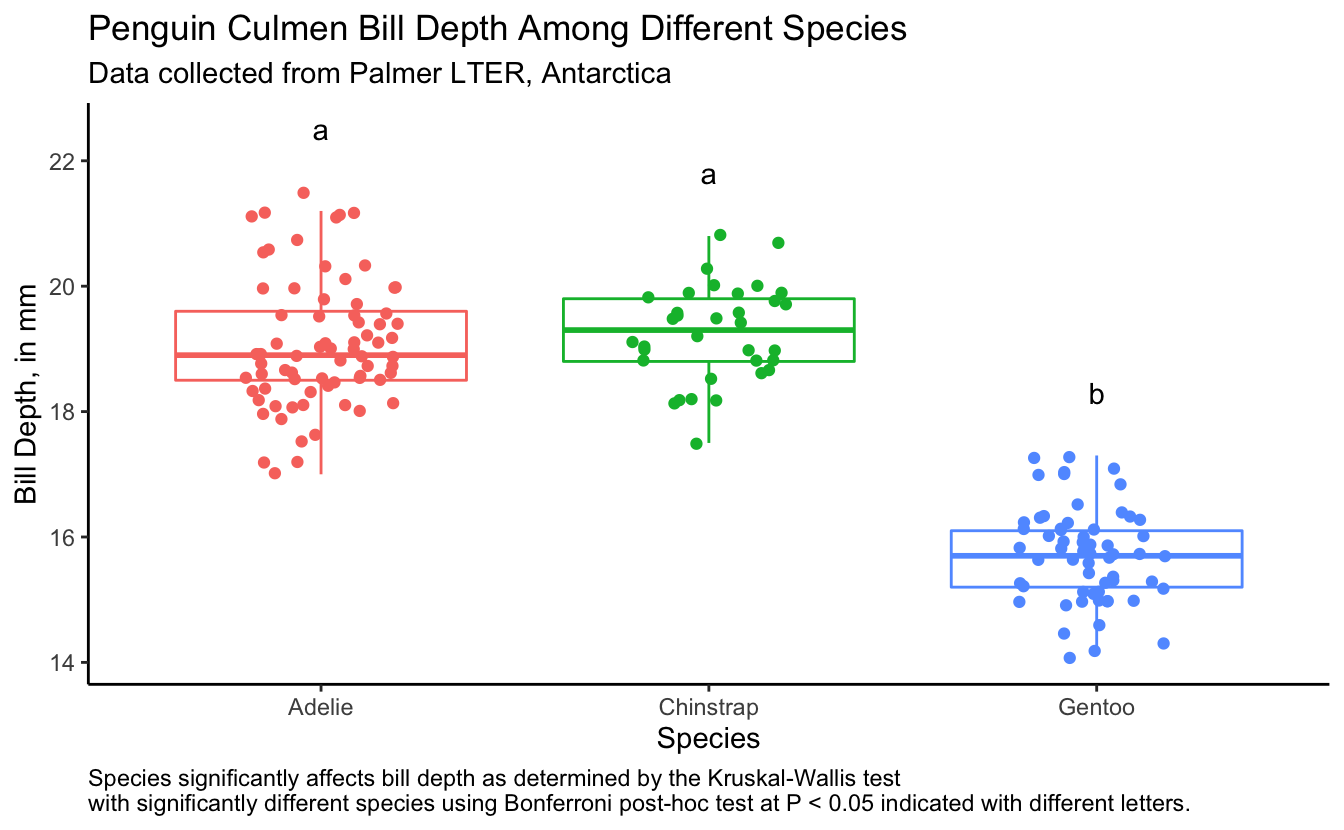 Penguin Culmen Bill Depth Among Different Species
Data collected from Palmer LTER, Antarctica
a
22
a
20
Bill Depth, in mm
18
b
16
14
Adelie
Chinstrap
Gentoo
Species
Species significantly affects bill depth as determined by the Kruskal-Wallis test
with significantly different species using Bonferroni post-hoc test at P < 0.05 indicated with different letters.